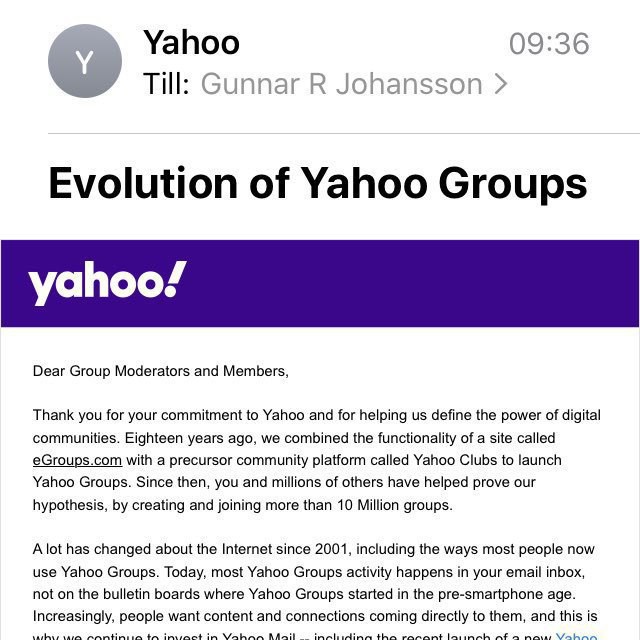 Y
Yahoo
09:36
Till: Gunnar R Johansson >
Evolution of Yahoo Groups
yahoo!
Dear Group Moderators and Members,
Thank you for your commitment to Yahoo and for helping us define the power of digital
communities. Eighteen years ago, we combined the functionality of a site called
eGroups.com with a precursor community platform called Yahoo Clubs to launch
Yahoo Groups. Since then, you and millions of others have helped prove our
hypothesis, by creating and joining more than 10 Million groups.
A lot has changed about the Internet since 2001, including the ways most people now
use Yahoo Groups. Today, most Yahoo Groups activity happens in your email inbox,
not on the bulletin boards where Yahoo Groups started in the pre-smartphone age.
Increasingly, people want content and connections coming directly to them, and this is
why we continue to invest in Yahoo Mail -- including the recent launch of a new Yahoo